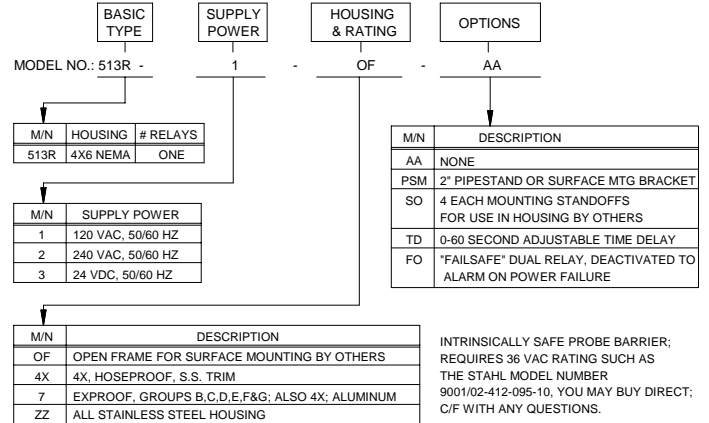 BASIC TYPE
SUPPLY POWER
HOUSING & RATING
OPTIONS
MODEL NO.: 513R - 1 - OF - AA
M/N HOUSING # RELAYS
513R 4X6 NEMA ONE
M/N SUPPLY POWER
1 120 VAC, 50/60 HZ
2 240 VAC, 50/60 HZ
3 24 VDC, 50/60 HZ
M/N DESCRIPTION
AA NONE
PSM 2" PIPESTAND OR SURFACE MTG BRACKET
SO 4 EACH MOUNTING STANDOFFS
FOR USE IN HOUSING BY OTHERS
TD 0-60 SECOND ADJUSTABLE TIME DELAY
FO "FAILSAFE" DUAL RELAY, DEACTIVATED TO
ALARM ON POWER FAILURE
M/N DESCRIPTION
OF OPEN FRAME FOR SURFACE MOUNTING BY OTHERS
4X 4X, HOSEPROOF, S.S. TRIM
7 EXPROOF, GROUPS B,C,D,E,F&G; ALSO 4X; ALUMINUM
ZZ ALL STAINLESS STEEL HOUSING
INTRINSICALLY SAFE PROBE BARRIER;
REQUIRES 36 VAC RATING SUCH AS
THE STAHL MODEL NUMBER
9001/02-412-095-10, YOU MAY BUY DIRECT;
C/F WITH ANY QUESTIONS.